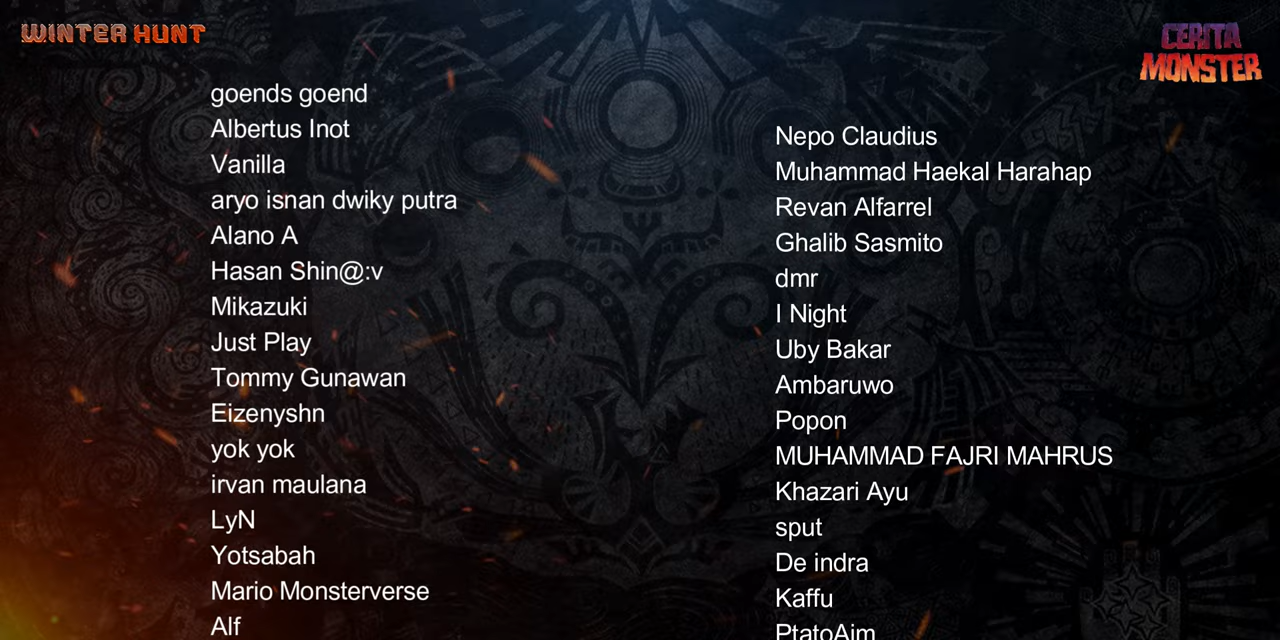 WINTER HUNT
CERITA
MONSTER
goends goend
Albertus Inot
Vanilla
aryo isnan dwiky putra
Alano A
Hasan Shin@:v
Mikazuki
Just Play
Tommy Gunawan
Eizenyshn
yok yok
irvan maulana
LyN
Yotsabah
Mario Monsterverse
Alf
Nepo Claudius
Muhammad Haekal Harahap
Revan Alfarrel
Ghalib Sasmito
dmr
I Night
Uby Bakar
Ambaruwo
Popon
MUHAMMAD FAJRI MAHRUS
Khazari Ayu
sput
De indra
Kaffu
PtatoAim